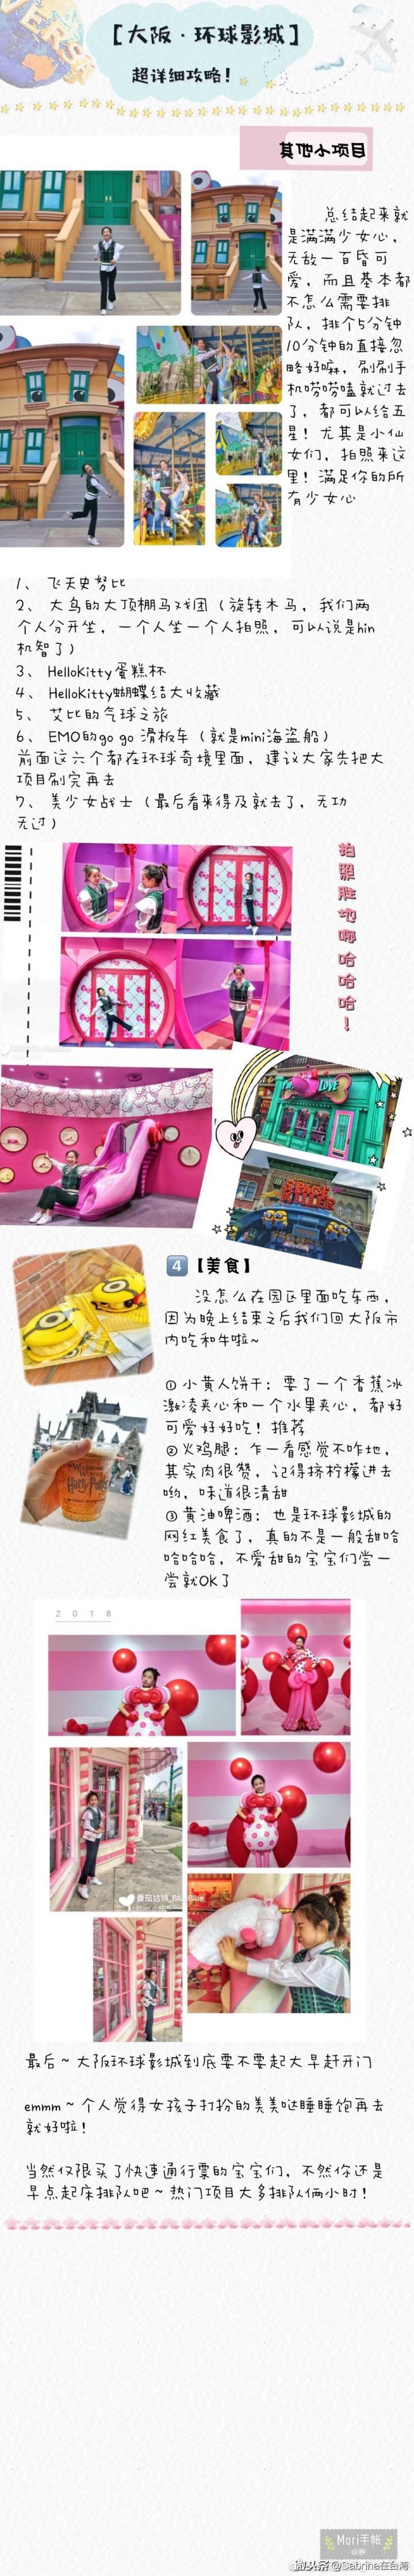 VERSE
【大阪·环球影城】
超详细攻略！
其他小项目
总结起来就
是满满少女心，
无敌一百昏可
爱，而且基本都
不怎么需要排
队，排个5分钟
10分钟的直接忽
略好嘛，刷刷手
机唠唠嗑就过去
了，都可以给五
星！尤其是小仙
女们，拍照来这
里！满足你的所
有少女心
1、 飞天史努比
2、 大鸟的大顶棚马戏团（旋转木马，我们两
个人分开坐，一个人坐一个人拍照，可以说是hin
机智了）
3、 HelloKitty蛋糕杯
4、 HelloKitty蝴蝶结大收藏
5、 艾比的气球之旅
6、 EMO的go go 滑板车（就是mini海盗船）
前面这六个都在环球奇境里面，建议大家先把大
项目刷完再去
7、 美少女战士（最后看来得及就去了，无功
无过）
拍照胜地啊哈哈哈！
LOVE
4【美食】
没怎么在园区里面吃东西，
因为晚上结束之后我们回大阪市
内吃和牛啦~
①小黄人饼干：要了一个香蕉冰
激凌夹心和一个水果夹心，都好
可爱好好吃！推荐
②火鸡腿：乍一看感觉不咋地，
其实肉很赞，记得挤柠檬进去
哟，味道很清甜
③黄油啤酒：也是环球影城的
网红美食了，真的不是一般甜哈
哈哈哈哈，不爱甜的宝宝们尝一
尝就OK了
Harry Potter
2018
番茄姑娘_BlueBlue
最后~大阪环球影城到底要不要起大早赶开门
emmm~个人觉得女孩子打扮的美美哒睡睡饱再去
就好啦！
当然仅限买了快速通行票的宝宝们，不然你还是
早点起床排队吧~热门项目大多排队俩小时！
Mori手帐
微头条 @Sabrina在台湾